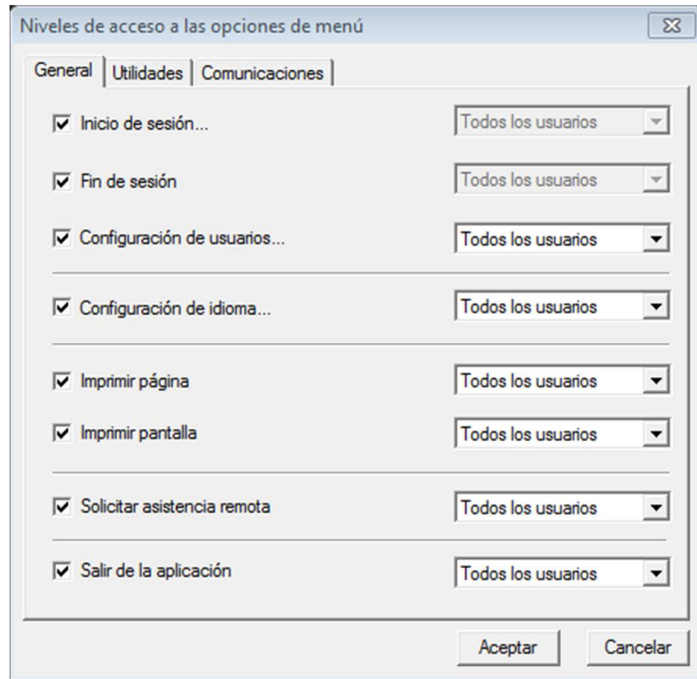 Niveles de acceso a las opciones de menú
General Utilidades Comunicaciones
Inicio de sesión... Todos los usuarios
Fin de sesión Todos los usuarios
Configuración de usuarios... Todos los usuarios
Configuración de idioma... Todos los usuarios
Imprimir página Todos los usuarios
Imprimir pantalla Todos los usuarios
Solicitar asistencia remota Todos los usuarios
Salir de la aplicación Todos los usuarios
Aceptar Cancelar